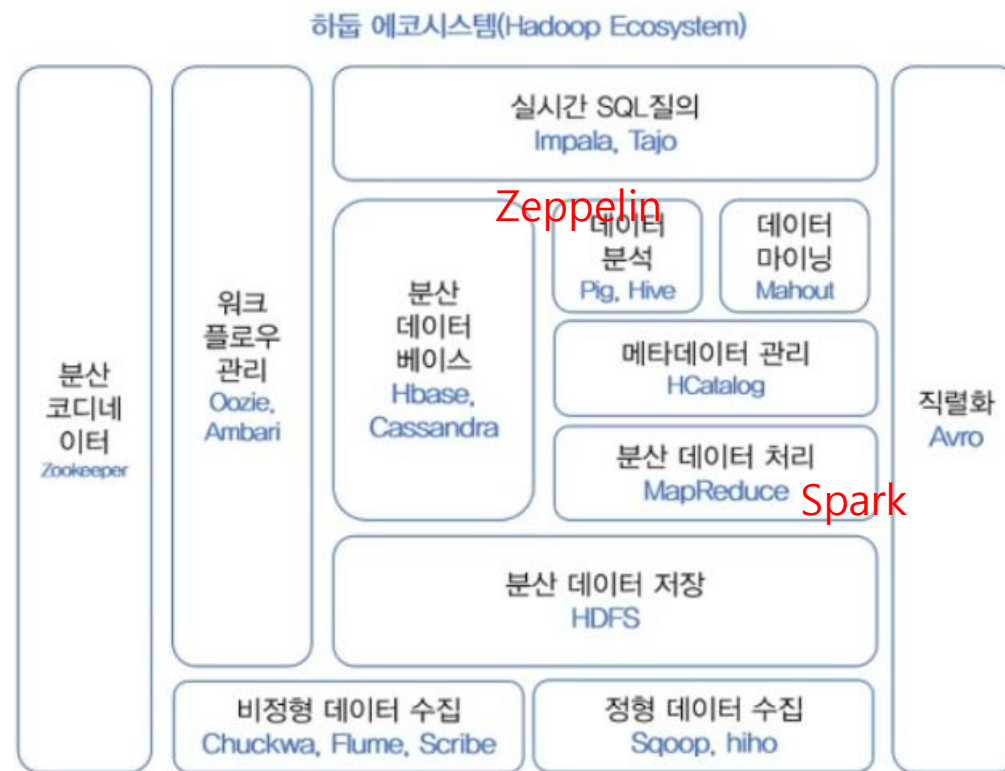 하둡 에코시스템(Hadoop Ecosystem)
분산
코디네
이터
Zookeeper
워크
플로우
관리
Oozie,
Ambari
실시간 SQL질의
Impala, Tajo
분산
데이터
베이스
Hbase,
Cassandra
Zeppelin
데이터
분석
Pig, Hive
데이터
마이닝
Mahout
메타데이터 관리
HCatalog
분산 데이터 처리
MapReduce
Spark
분산 데이터 저장
HDFS
비정형 데이터 수집
Chuckwa, Flume, Scribe
정형 데이터 수집
Sqoop, hiho
직렬화
Avro